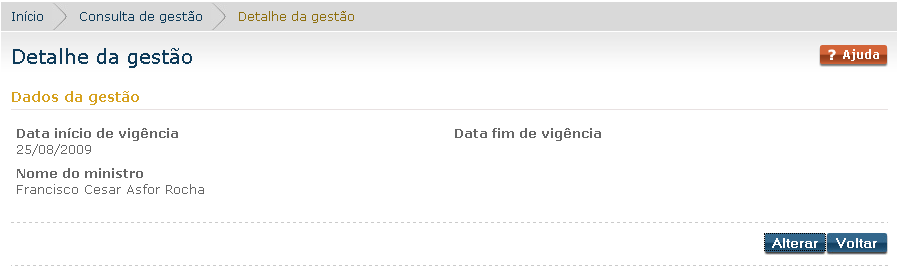 Início Consulta de gestão Detalhe da gestão
Detalhe da gestão
? Ajuda
Dados da gestão
Data início de vigência Data fim de vigência
25/08/2009
Nome do ministro
Francisco Cesar Asfor Rocha
Alterar Voltar